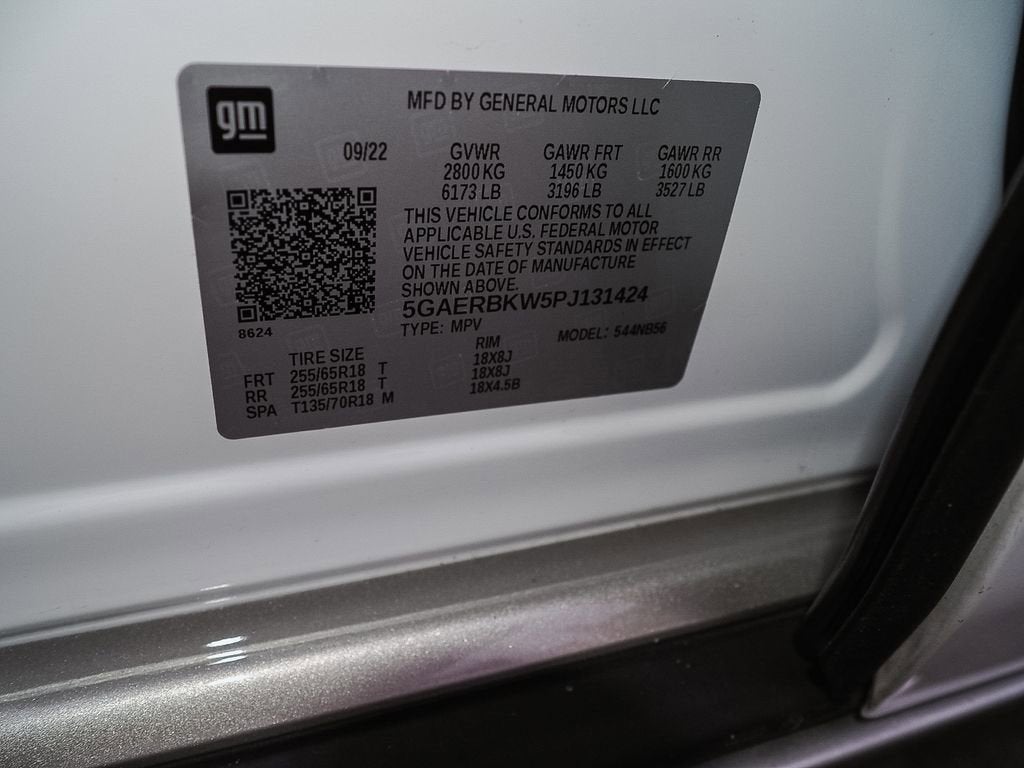 gm
MFD BY GENERAL MOTORS LLC
09/22 GVWR GAWR FRT GAWR RR
2800 KG 1450 KG 1600 KG
6173 LB 3196 LB 3527 LB
THIS VEHICLE CONFORMS TO ALL
APPLICABLE U.S. FEDERAL MOTOR
VEHICLE SAFETY STANDARDS IN EFFECT
ON THE DATE OF MANUFACTURE
SHOWN ABOVE.
5GAERBKW5PJ131424
8624
TYPE: MPV MODEL: 544NB56
TIRE SIZE RIM
FRT 255/65R18 T 18X8J
RR 255/65R18 T 18X8J
SPA T135/70R18 M 18X4.5B